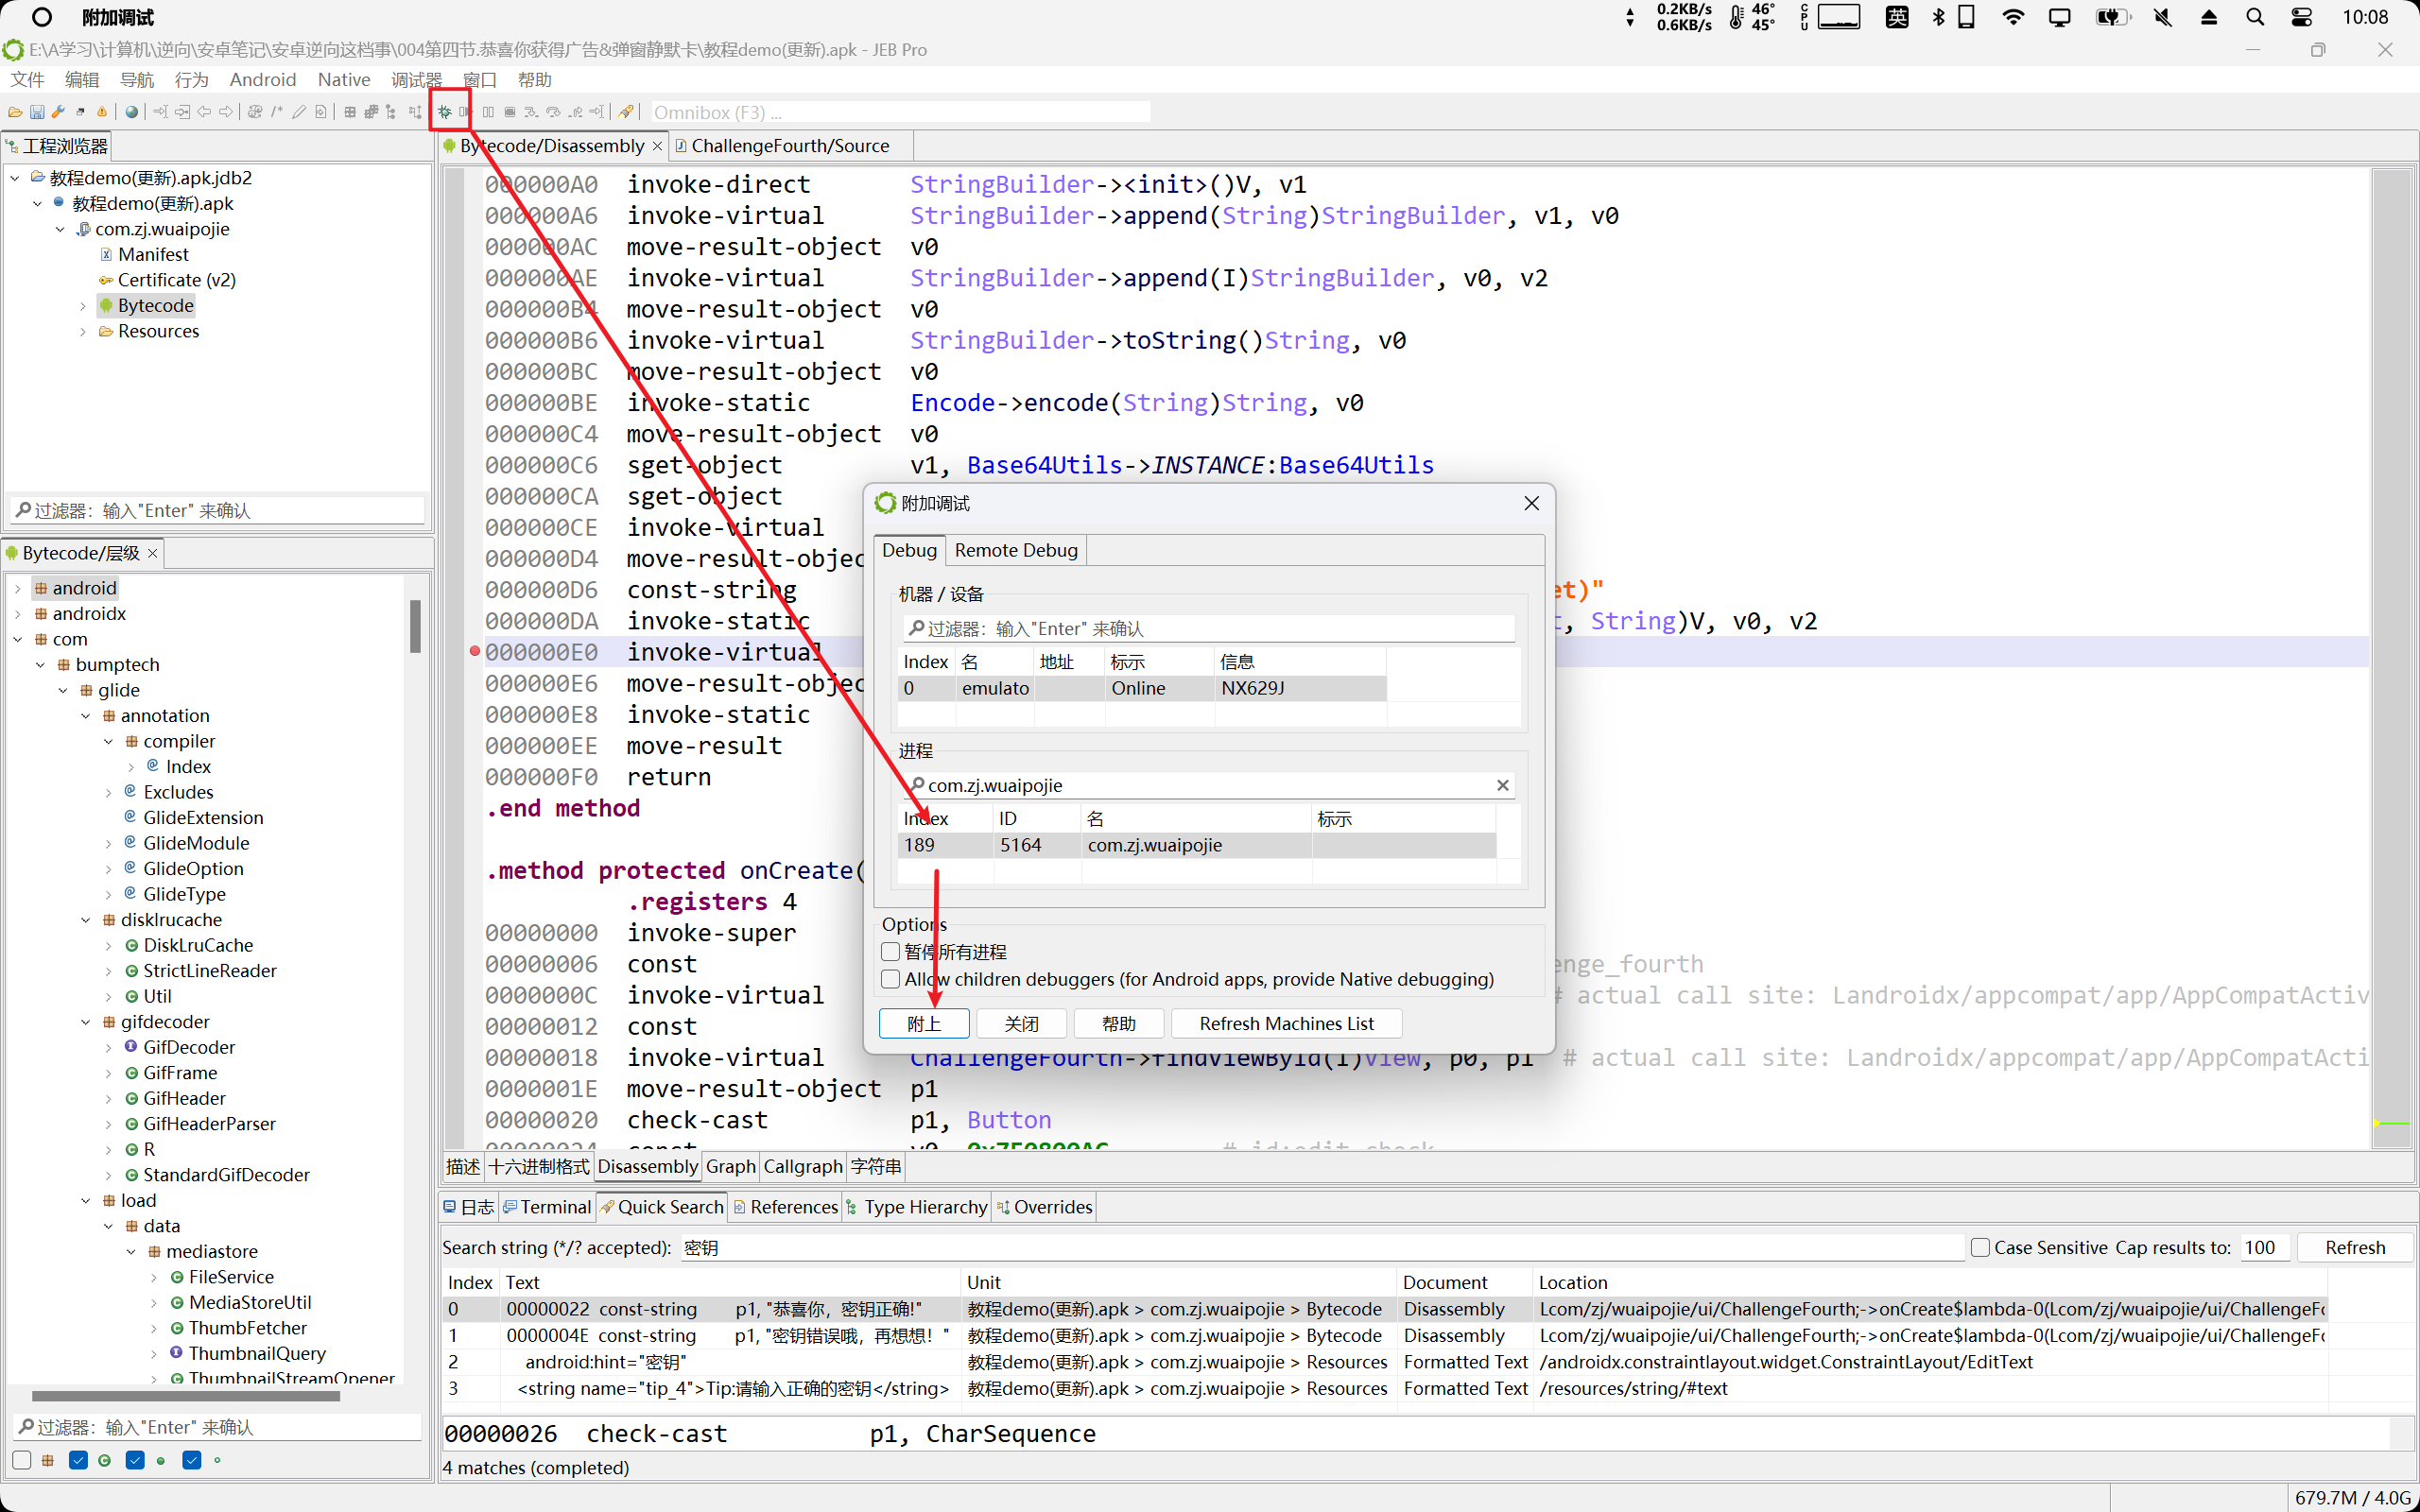 附加调试
0.2KB/s
0.6KB/s
46°
45°
CPU
英
10:08
E:\A学习\计算机\逆向\安卓笔记\安卓逆向这档事\004第四节.恭喜你获得广告&弹窗静默卡\教程demo(更新).apk - JEB Pro
文件 编辑 导航 行为 Android Native 调试器 窗口 帮助
Omnibox (F3) ...
工程浏览器
教程demo(更新).apk.jdb2
教程demo(更新).apk
com.zj.wuaipojie
Manifest
Certificate (v2)
Bytecode
Resources
过滤器：输入"Enter" 来确认
Bytecode/层级
android
androidx
com
bumptech
glide
annotation
compiler
Index
Excludes
GlideExtension
GlideModule
GlideOption
GlideType
disklrucache
DiskLruCache
StrictLineReader
Util
gifdecoder
GifDecoder
GifFrame
GifHeader
GifHeaderParser
R
StandardGifDecoder
load
data
mediastore
FileService
MediaStoreUtil
ThumbFetcher
ThumbnailQuery
ThumbnailStreamOpener
过滤器：输入"Enter" 来确认
Bytecode/Disassembly ChallengeFourth/Source
000000A0 invoke-direct StringBuilder-><init>()V, v1
000000A6 invoke-virtual StringBuilder->append(String)StringBuilder, v1, v0
000000AC move-result-object v0
000000AE invoke-virtual StringBuilder->append(I)StringBuilder, v0, v2
000000B4 move-result-object v0
000000B6 invoke-virtual StringBuilder->toString()String, v0
000000BC move-result-object v0
000000BE invoke-static Encode->encode(String)String, v0
000000C4 move-result-object v0
000000C6 sget-object v1, Base64Utils->INSTANCE:Base64Utils
000000CA sget-object
000000CE invoke-virtual
000000D4 move-result-objec
000000D6 const-string et)"
000000DA invoke-static t, String)V, v0, v2
000000E0 invoke-virtual
000000E6 move-result-objec
000000E8 invoke-static
000000EE move-result
000000F0 return
.end method
.method protected onCreate(
.registers 4
00000000 invoke-super
00000006 const enge_fourth
0000000C invoke-virtual # actual call site: Landroidx/appcompat/app/AppCompatActiv
00000012 const
00000018 invoke-virtual ChallengeFourth->findViewById(I)View, p0, p1 # actual call site: Landroidx/appcompat/app/AppCompatActi
0000001E move-result-object p1
00000020 check-cast p1, Button
00000024 const v0, 0x7F0800AC # id:edit_check
附加调试
Debug Remote Debug
机器 / 设备
过滤器：输入"Enter" 来确认
Index 名 地址 标示 信息
0 emulato Online NX629J
进程
com.zj.wuaipojie
Index ID 名 标示
189 5164 com.zj.wuaipojie
Options
暂停所有进程
Allow children debuggers (for Android apps, provide Native debugging)
附上 关闭 帮助 Refresh Machines List
描述 十六进制格式 Disassembly Graph Callgraph 字符串
日志 Terminal Quick Search References Type Hierarchy Overrides
Search string (*/? accepted): 密钥 Case Sensitive Cap results to: 100 Refresh
Index Text Unit Document Location
0 00000022 const-string p1, "恭喜你，密钥正确!" 教程demo(更新).apk > com.zj.wuaipojie > Bytecode Disassembly Lcom/zj/wuaipojie/ui/ChallengeFourth;->onCreate$lambda-0(Lcom/zj/wuaipojie/ui/ChallengeFo
1 0000004E const-string p1, "密钥错误哦，再想想！" 教程demo(更新).apk > com.zj.wuaipojie > Bytecode Disassembly Lcom/zj/wuaipojie/ui/ChallengeFourth;->onCreate$lambda-0(Lcom/zj/wuaipojie/ui/ChallengeFo
2 android:hint="密钥" 教程demo(更新).apk > com.zj.wuaipojie > Resources Formatted Text /androidx.constraintlayout.widget.ConstraintLayout/EditText
3 <string name="tip_4">Tip:请输入正确的密钥</string> 教程demo(更新).apk > com.zj.wuaipojie > Resources Formatted Text /resources/string/#text
00000026 check-cast p1, CharSequence
4 matches (completed)
679.7M / 4.0G